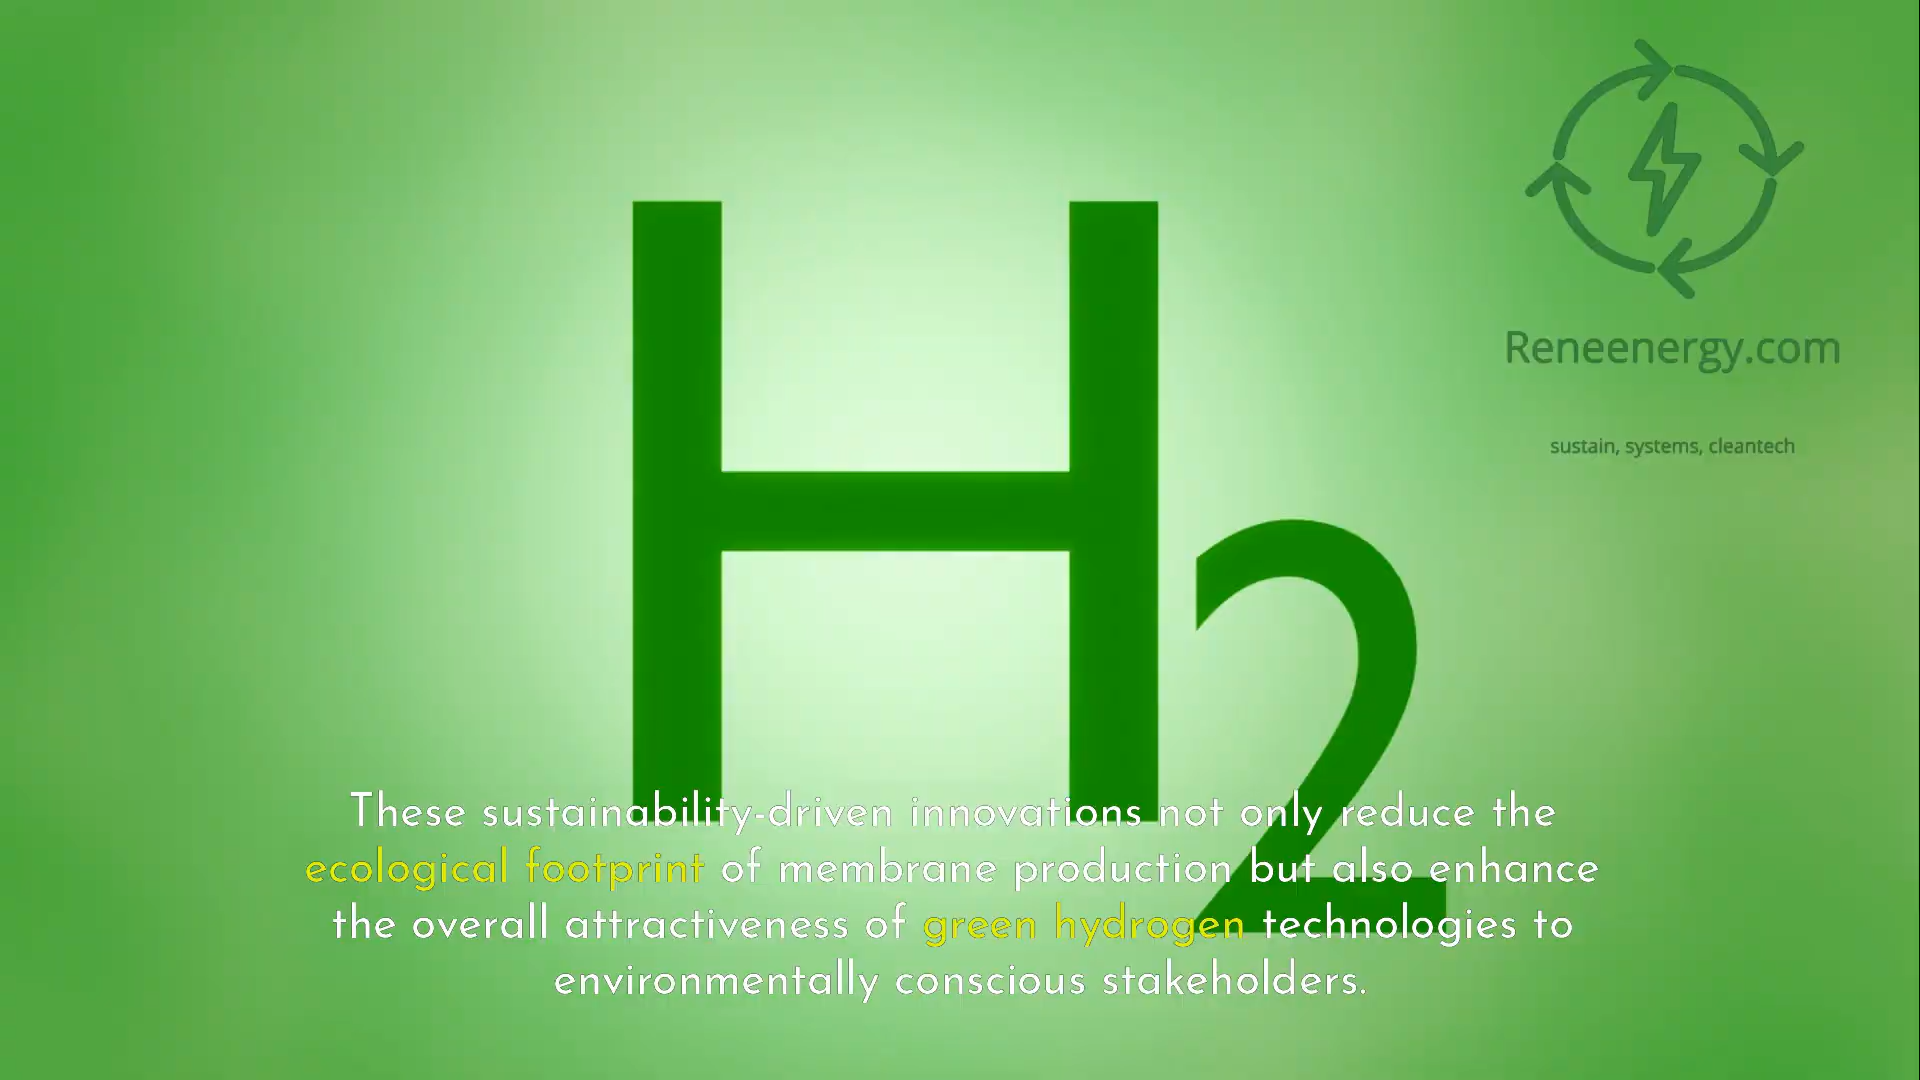 Reneenergy.com
sustain, systems, cleantech
H2
These sustainability-driven innovations not only reduce the
ecological footprint of membrane production but also enhance
the overall attractiveness of green hydrogen technologies to
environmentally conscious stakeholders.